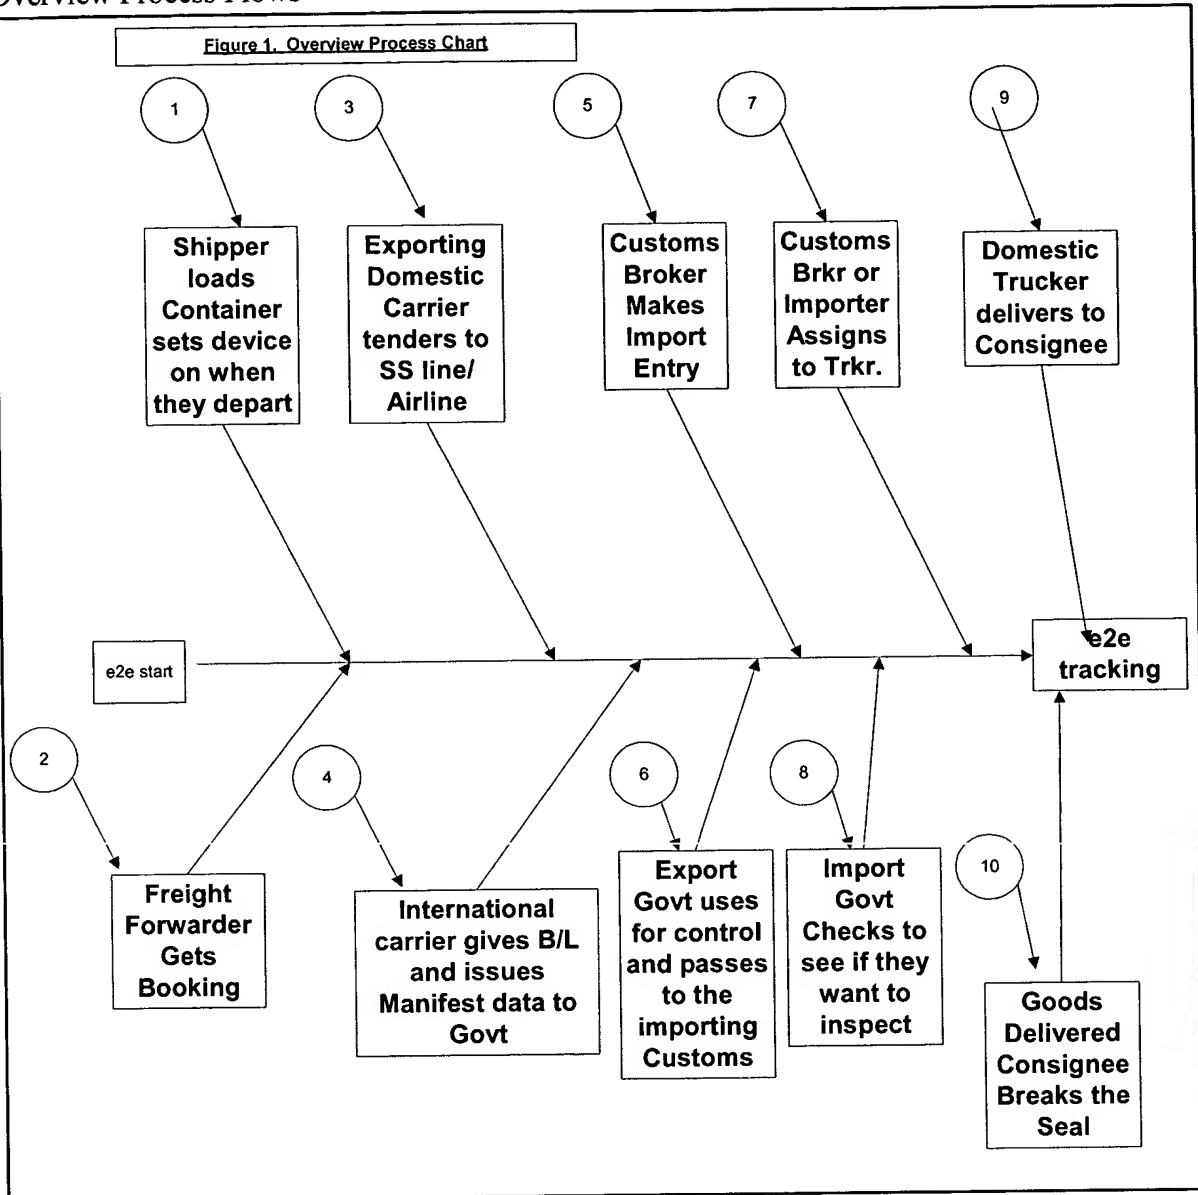 Overview Process Flows
Figure 1. Overview Process Chart
1
3
5
7
9
Shipper
loads
Container
sets device
on when
they depart
Exporting
Domestic
Carrier
tenders to
SS line/
Airline
Customs
Broker
Makes
Import
Entry
Customs
Brkr or
Importer
Assigns
to Trkr.
Domestic
Trucker
delivers to
Consignee
e2e start
e2e
tracking
2
4
6
8
10
Freight
Forwarder
Gets
Booking
International
carrier gives B/L
and issues
Manifest data to
Govt
Export
Govt uses
for control
and passes
to the
importing
Customs
Import
Govt
Checks to
see if they
want to
inspect
Goods
Delivered
Consignee
Breaks the
Seal